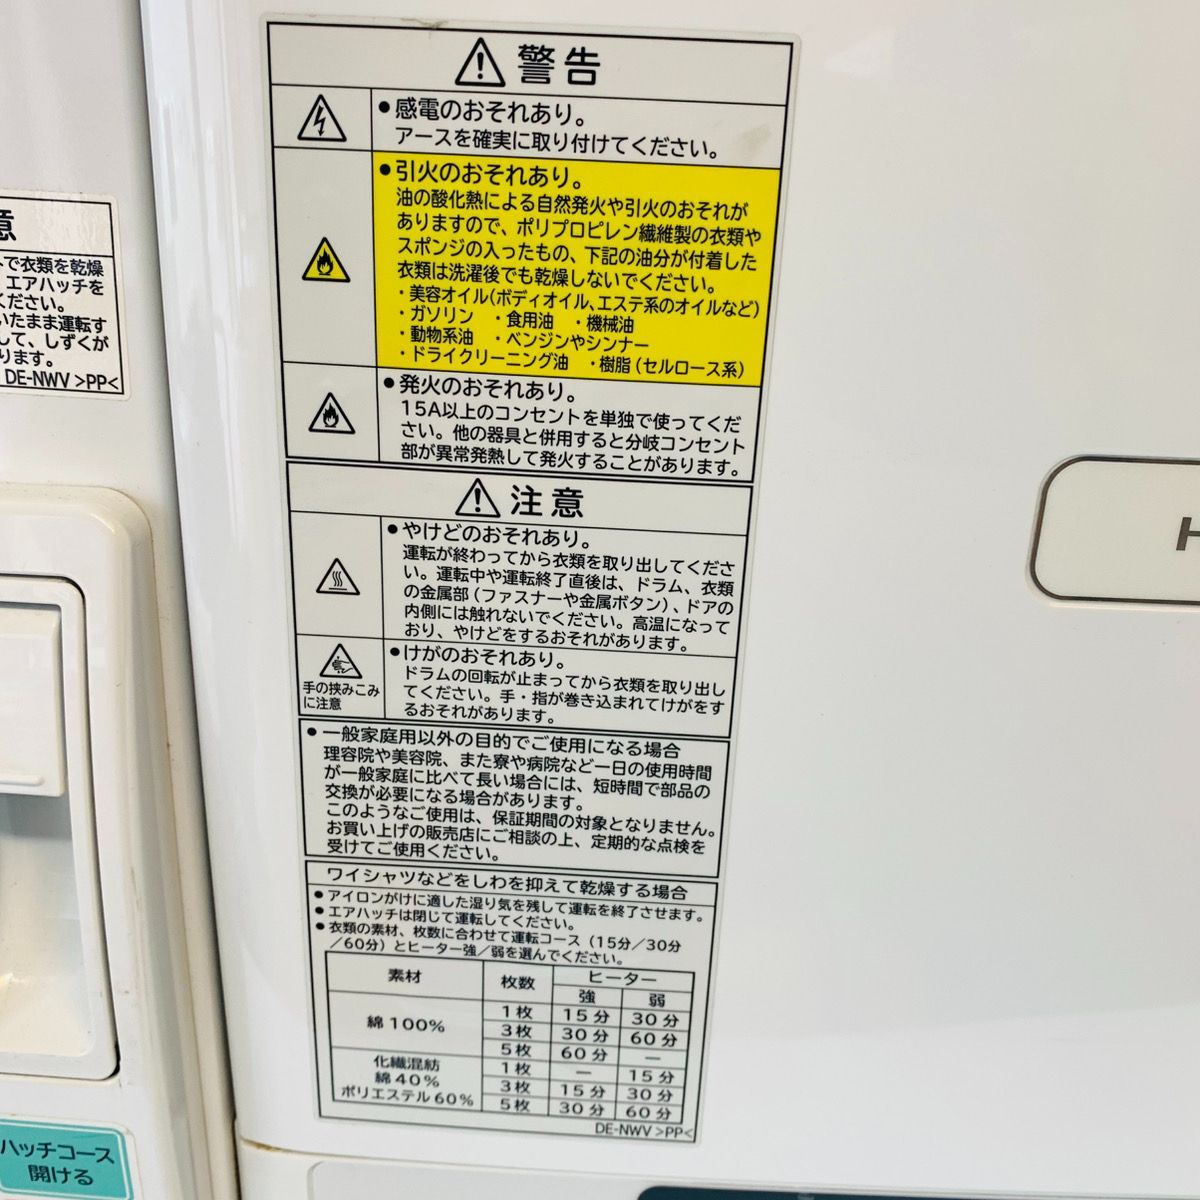 警告
●感電のおそれあり。
アースを確実に取り付けてください。
●引火のおそれあり。
油の酸化熱による自然発火や引火のおそれが
ありますので、ポリプロピレン繊維製の衣類や
スポンジの入ったもの、下記の油分が付着した
衣類は洗濯後でも乾燥しないでください。
・美容オイル(ボディオイル、エステ系のオイルなど)
・ガソリン ・食用油 ・機械油
・動物系油 ・ベンジンやシンナー
・ドライクリーニング油 ・樹脂(セルロース系)
●発火のおそれあり。
15A以上のコンセントを単独で使ってくだ
さい。他の器具と併用すると分岐コンセント
部が異常発熱して発火することがあります。
注意
●やけどのおそれあり。
運転が終わってから衣類を取り出してくださ
い。運転中や運転終了直後は、ドラム、衣類
の金属部(ファスナーや金属ボタン)、ドアの
内側には触れないでください。高温になって
おり、やけどをするおそれがあります。
手の挟みこみ
に注意
●けがのおそれあり。
ドラムの回転が止まってから衣類を取り出し
てください。手・指が巻き込まれてけがをす
るおそれがあります。
●一般家庭用以外の目的でご使用になる場合
理容院や美容院、また寮や病院など一日の使用時間
が一般家庭に比べて長い場合には、短時間で部品の
交換が必要になる場合があります。
このようなご使用は、保証期間の対象となりません。
お買い上げの販売店にご相談の上、定期的な点検を
受けてご使用ください。
ワイシャツなどをしわを抑えて乾燥する場合
●アイロンがけに適した湿り気を残して運転を終了させます。
●エアハッチは閉じて運転してください。
●衣類の素材、枚数に合わせて運転コース(15分/30分
/60分)とヒーター強/弱を選んでください。
素材 枚数 ヒーター
強 弱
綿100% 1枚 15分 30分
3枚 30分 60分
5枚 60分 —
化繊混紡 綿40% ポリエステル60% 1枚 — 15分
3枚 15分 30分
5枚 30分 60分
DE-NWV >PP<
意
で衣類を乾燥
エアハッチを
ください。
いたまま運転す
して、しずくが
ります。
DE-NWV >PP<
ハッチコース
開ける
H